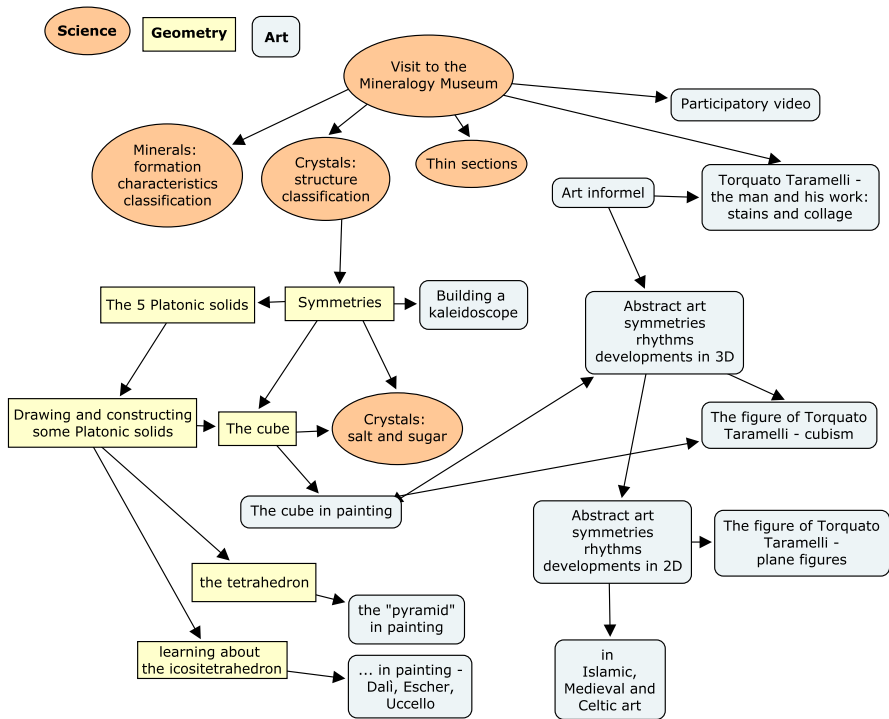 Science
Geometry
Art
Visit to the
Mineralogy Museum
Participatory video
Minerals:
formation
characteristics
classification
Crystals:
structure
classification
Thin sections
Art informel
Torquato Taramelli -
the man and his work:
stains and collage
The 5 Platonic solids
Symmetries
Building a
kaleidoscope
Abstract art
symmetries
rhythms
developments in 3D
Drawing and constructing
some Platonic solids
The cube
Crystals:
salt and sugar
The figure of Torquato
Taramelli - cubism
The cube in painting
Abstract art
symmetries
rhythms
developments in 2D
The figure of Torquato
Taramelli -
plane figures
the tetrahedron
the "pyramid"
in painting
learning about
the icositetrahedron
... in painting -
Dalì, Escher,
Uccello
in
Islamic,
Medieval and
Celtic art